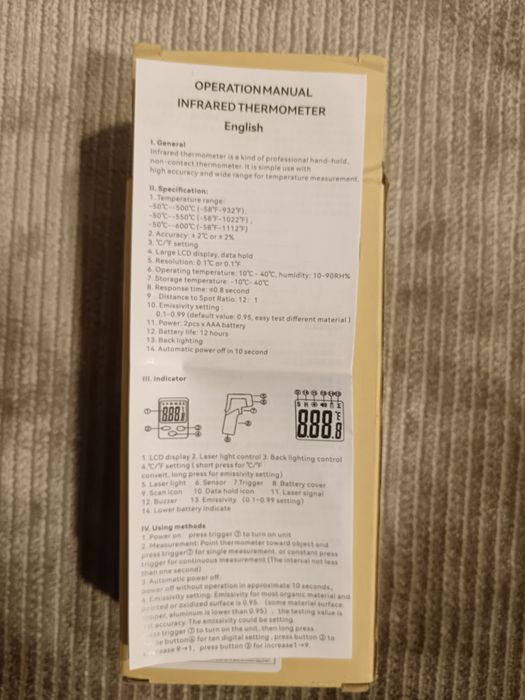 OPERATION MANUAL
INFRARED THERMOMETER
English
I. General
Infrared thermometer is a kind of professional hand-held,
non-contact thermometer. It is simple use with
high accuracy and wide range for temperature measurement.
II. Specification:
1. Temperature range:
-50℃--500℃ (-58℉-932℉),
-50℃--550℃ (-58℉-1022℉),
-50℃--600℃ (-58℉-1112℉)
2. Accuracy: ±2℃ or ±2%
3. ℃/℉ setting
4. Large LCD display, data hold
5. Resolution: 0.1℃ or 0.1℉
6. Operating temperature: 10℃ - 40℃, humidity: 10-90RH%
7. Storage temperature: -10℃- 40℃
8. Response time: ≤0.8 second
9. Distance to Spot Ratio: 12: 1
10. Emissivity setting:
0.1-0.99 (default value: 0.95, easy test different material)
11. Power: 2pcs x AAA battery
12. Battery life: 12 hours
13. Back lighting
14. Automatic power off in 10 second
III. Indicator
888.8
1. LCD display 2. Laser light control 3. Back lighting control
4. ℃/℉ setting (short press for ℃/℉
convert, long press for emissivity setting)
5. Laser light 6. Sensor 7. Trigger 8. Battery cover
9. Scan icon 10. Data hold icon 11. Laser signal
12. Buzzer 13. Emissivity (0.1-0.99 setting)
14. Lower battery indicate
IV. Using methods
1. Power on: press trigger ⑦ to turn on unit
2. Measurement: Point thermometer toward object and
press trigger ⑦ for single measurement, or constant press
trigger for continuous measurement (The interval not less
than one second)
3. Automatic power off:
power off without operation in approximate 10 seconds.
4. Emissivity setting: Emissivity for most organic material and
or oxidized surface is 0.95 (some material surface:
aluminum is lower than 0.95), the testing value is
accuracy. The emissivity could be setting.
trigger ⑦ to turn on the unit, then long press
button ④ for ten digital setting, press button ② to
9→1, press button ③ for increase 1→9.